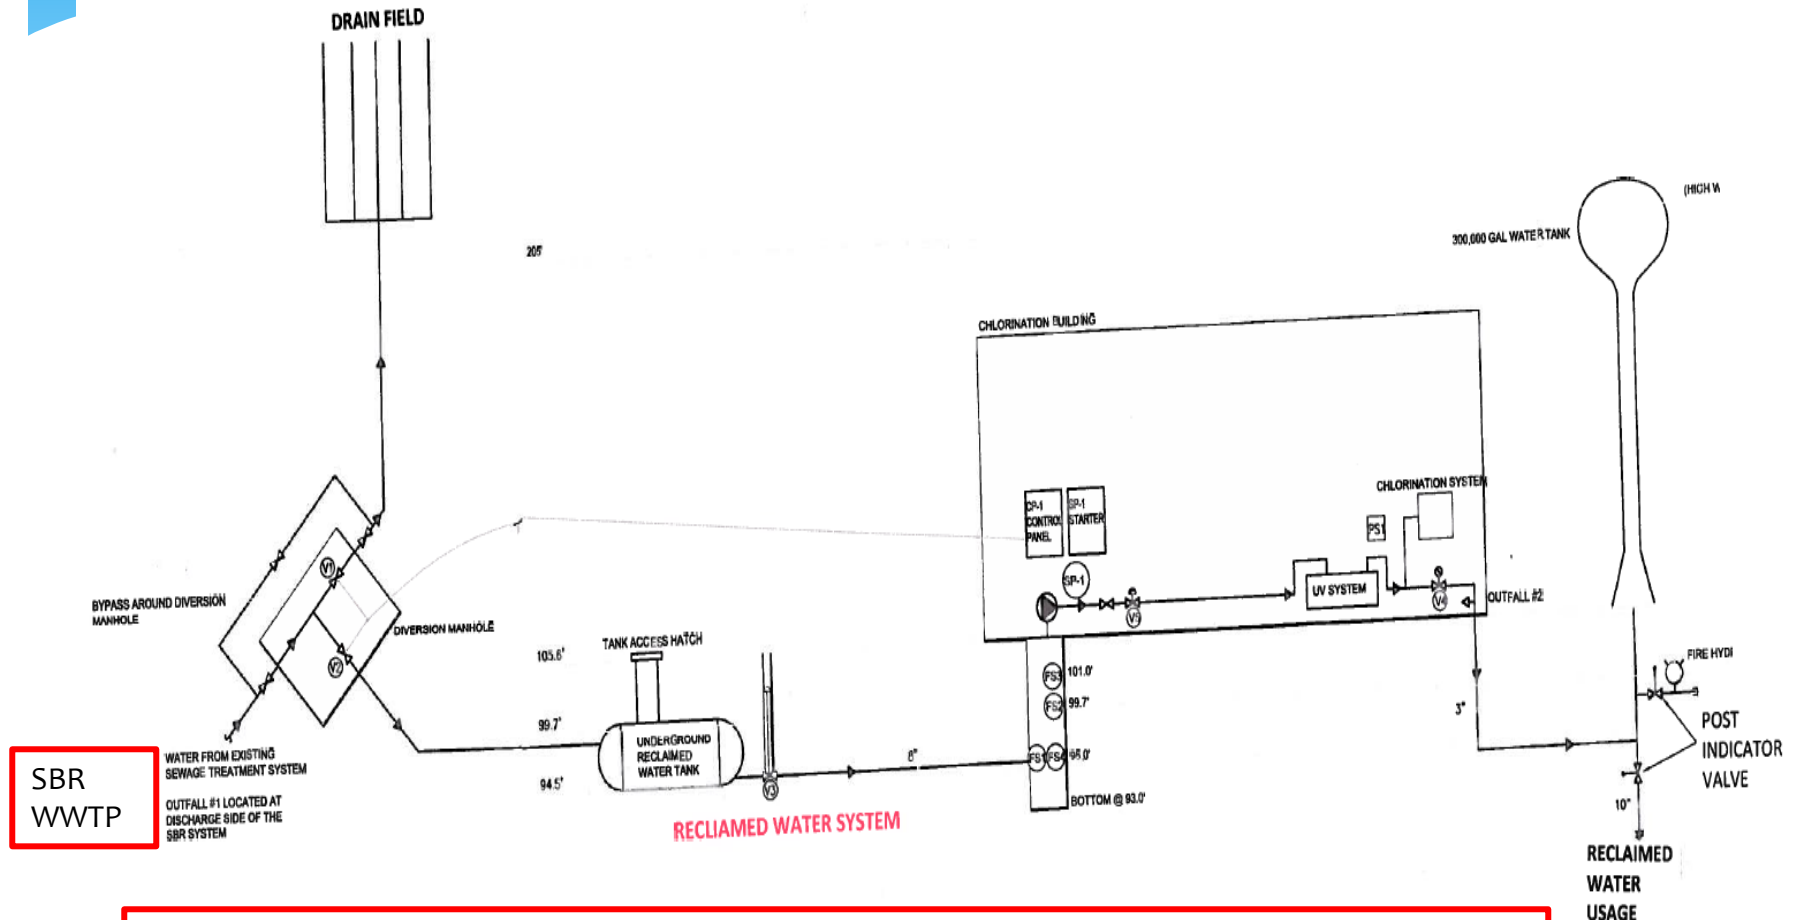 DRAIN FIELD
205'
(HIGH W
300,000 GAL WATER TANK
CHLORINATION BUILDING
CP-1
CONTROL
PANEL
SP-1
STARTER
CHLORINATION SYSTEM
PS1
SP-1
V5
UV SYSTEM
V4
OUTFALL #2
V1
BYPASS AROUND DIVERSION
MANHOLE
DIVERSION MANHOLE
V2
105.6'
TANK ACCESS HATCH
99.7'
94.5'
UNDERGROUND
RECLAIMED
WATER TANK
V3
8"
FS3
101.0'
FS2
99.7'
FS1
FS4
BOTTOM @ 93.0'
3"
FIRE HYDI
POST
INDICATOR
VALVE
10"
SBR
WWTP
WATER FROM EXISTING
SEWAGE TREATMENT SYSTEM
OUTFALL #1 LOCATED AT
DISCHARGE SIDE OF THE
SBR SYSTEM
RECLIAMED WATER SYSTEM
RECLAIMED
WATER
USAGE